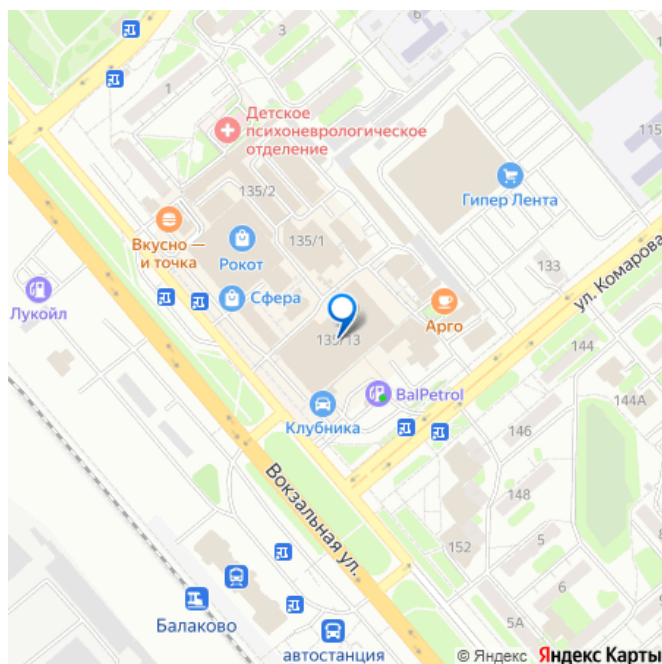 3
6
1
Детское
психоневрологическое
отделение
115
135/2
Гипер Лента
Вкусно —
и точка
Рокот
135/1
133
ул. Комарова
Лукойл
Сфера
Арго
135/13
144
BalPetrol
144А
Клубника
146
Вокзальная ул.
148
152
5
6
5А
4
Балаково
автостанция
© Яндекс Яндекс Карты